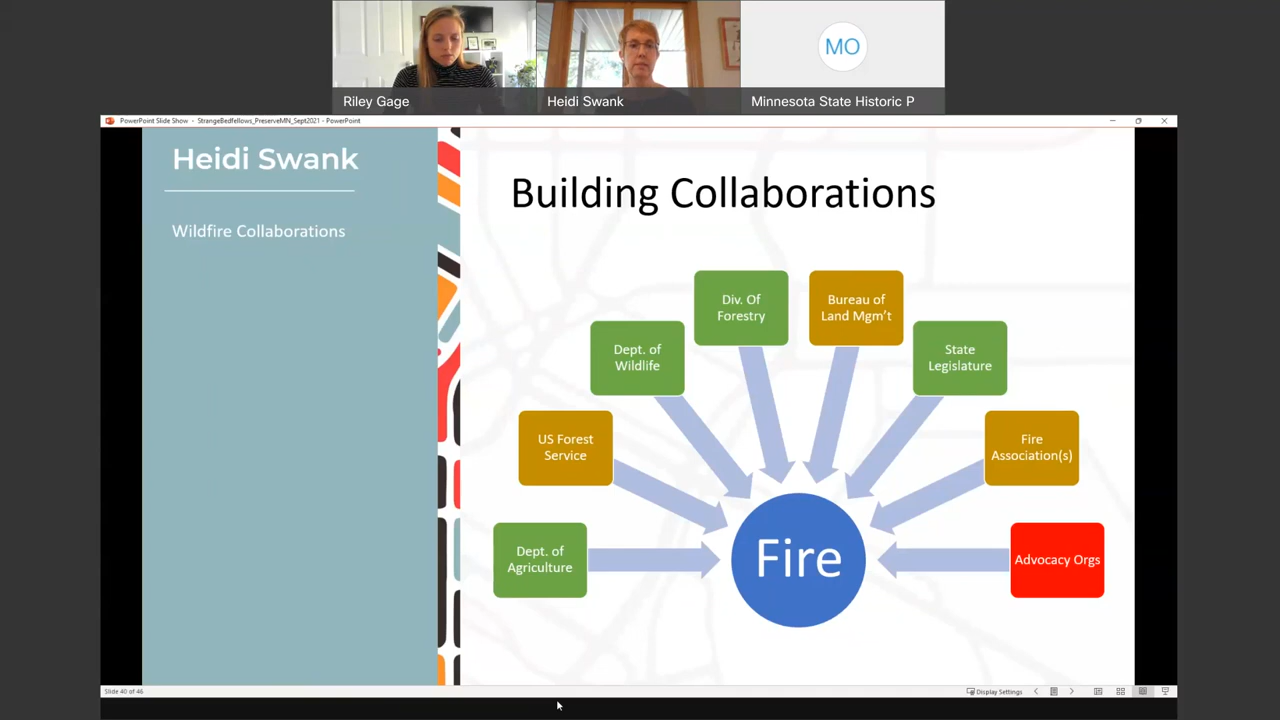 MO
Riley Gage
Heidi Swank
Minnesota State Historic P
PowerPoint Slide Show - StrangeBedfellows_PreserveMN_Sept2021 - PowerPoint
Heidi Swank
Wildfire Collaborations
Building Collaborations
Div. Of
Forestry
Bureau of
Land Mgm't
Dept. of
Wildlife
State
Legislature
US Forest
Service
Fire
Association(s)
Dept. of
Agriculture
Fire
Advocacy Orgs
Slide 40 of 46
Display Settings